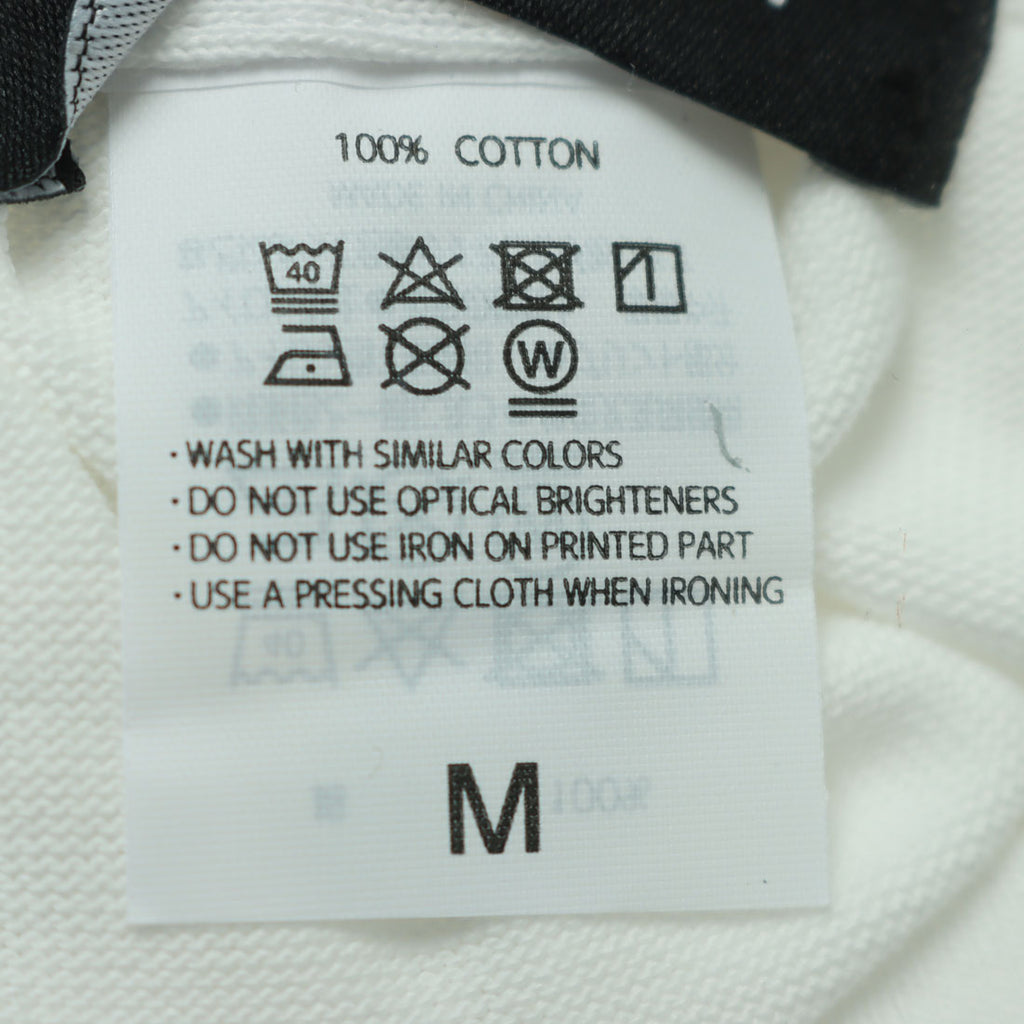 100% COTTON
40
W
· WASH WITH SIMILAR COLORS
· DO NOT USE OPTICAL BRIGHTENERS
· DO NOT USE IRON ON PRINTED PART
· USE A PRESSING CLOTH WHEN IRONING
M